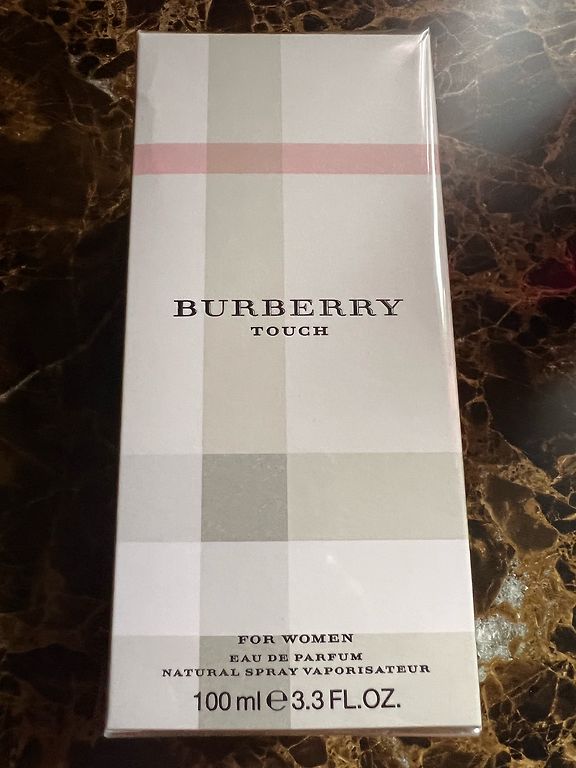 BURBERRY
TOUCH
FOR WOMEN
EAU DE PARFUM
NATURAL SPRAY VAPORISATEUR
100 ml ℮ 3.3 FL.OZ.